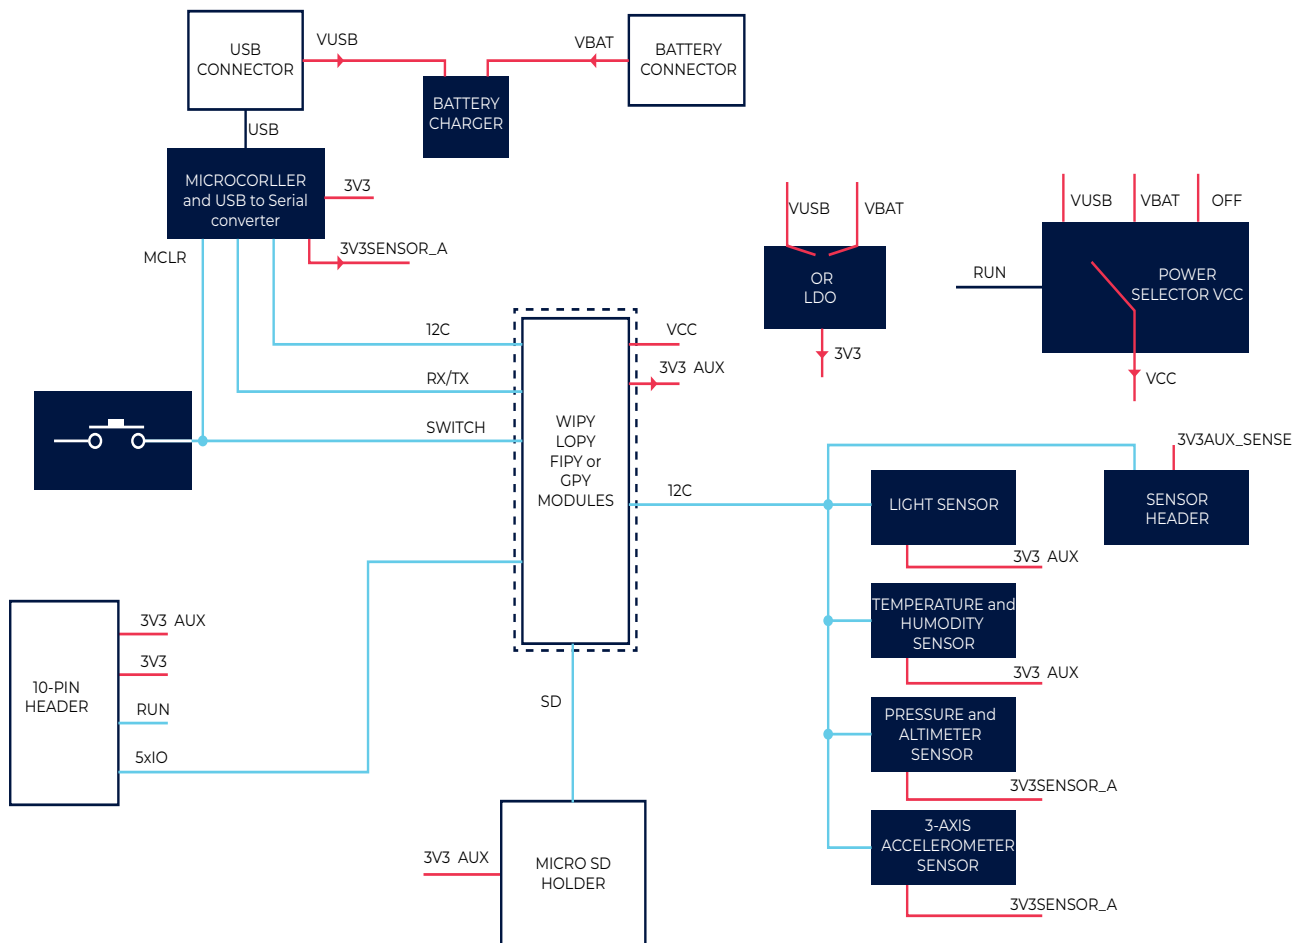 USB
CONNECTOR
VUSB
VBAT
BATTERY
CONNECTOR
BATTERY
CHARGER
USB
MICROCORLLER
and USB to Serial
converter
3V3
3V3SENSOR_A
MCLR
VUSB
VBAT
OR
LDO
3V3
VUSB
VBAT
OFF
RUN
POWER
SELECTOR VCC
VCC
12C
RX/TX
SWITCH
VCC
3V3 AUX
WIPY
LOPY
FIPY or
GPY
MODULES
12C
3V3AUX_SENSE
SENSOR
HEADER
LIGHT SENSOR
3V3 AUX
TEMPERATURE and
HUMODITY
SENSOR
3V3 AUX
PRESSURE and
ALTIMETER
SENSOR
3V3SENSOR_A
3-AXIS
ACCELEROMETER
SENSOR
3V3SENSOR_A
10-PIN
HEADER
3V3 AUX
3V3
RUN
5xIO
SD
3V3 AUX
MICRO SD
HOLDER